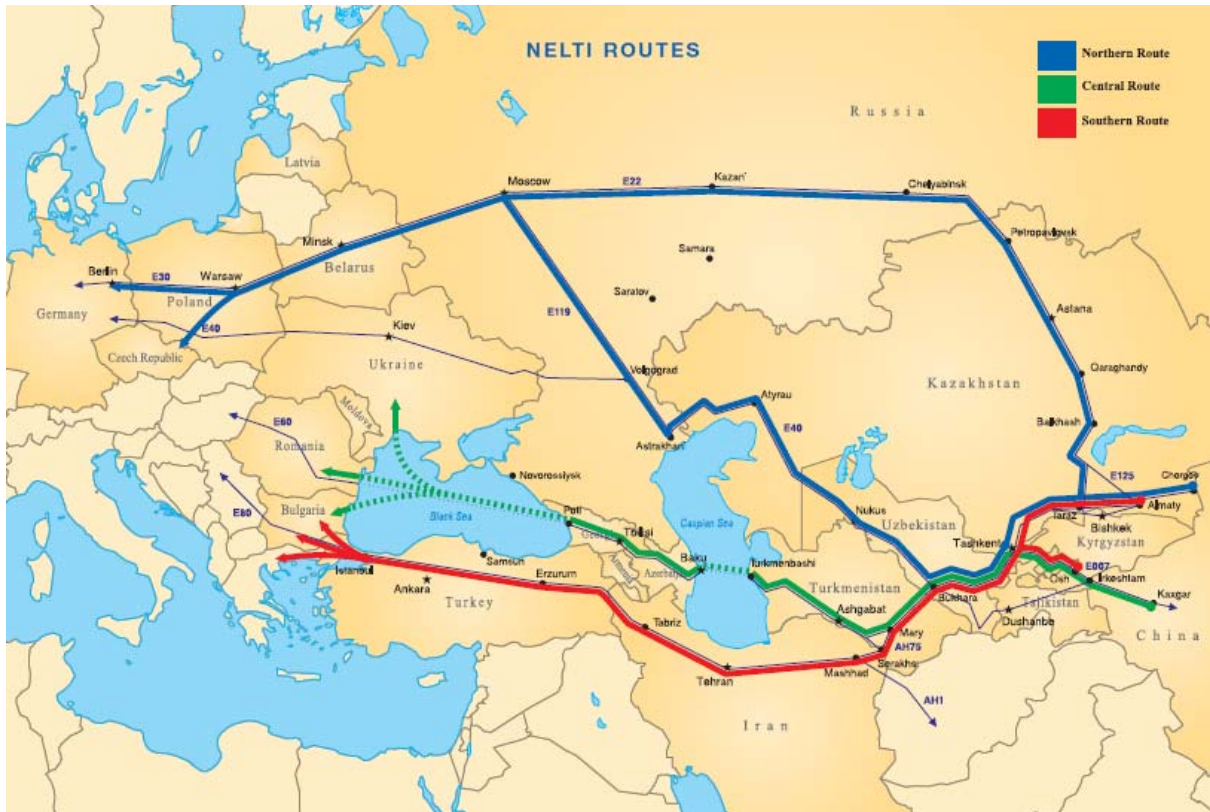 NELTI ROUTES
Northern Route
Central Route
Southern Route
Russia
Latvia
Moscow
E22
Kazan'
Chelyabinsk
Petropavlovsk
Minsk
Belarus
Samara
Berlin
E30
Warsaw
Poland
Saratov
Germany
E40
Kiev
E119
Astana
Czech Republic
Ukraine
Volgograd
Qaraghandy
Kazakhstan
Moldova
Atyrau
Balkhash
E60
Romania
Astrakhan
E40
Novorossiysk
E125
Chorgos
E80
Bulgaria
Black Sea
Poti
Georgia
Tbilisi
Caspian Sea
Nukus
Uzbekistan
Taraz
Almaty
Bishkek
Kyrgyzstan
Tashkent
Istanbul
Samsun
Ankara
Erzurum
Armenia
Azerbaijan
Baku
Turkmenbashi
Turkmenistan
Bukhara
Osh
E007
Irkeshtam
Kaxgar
Tajikistan
Dushanbe
China
Turkey
Tabriz
Ashgabat
Mary
AH75
Serakhs
Mashhad
Tehran
AH1
Iran